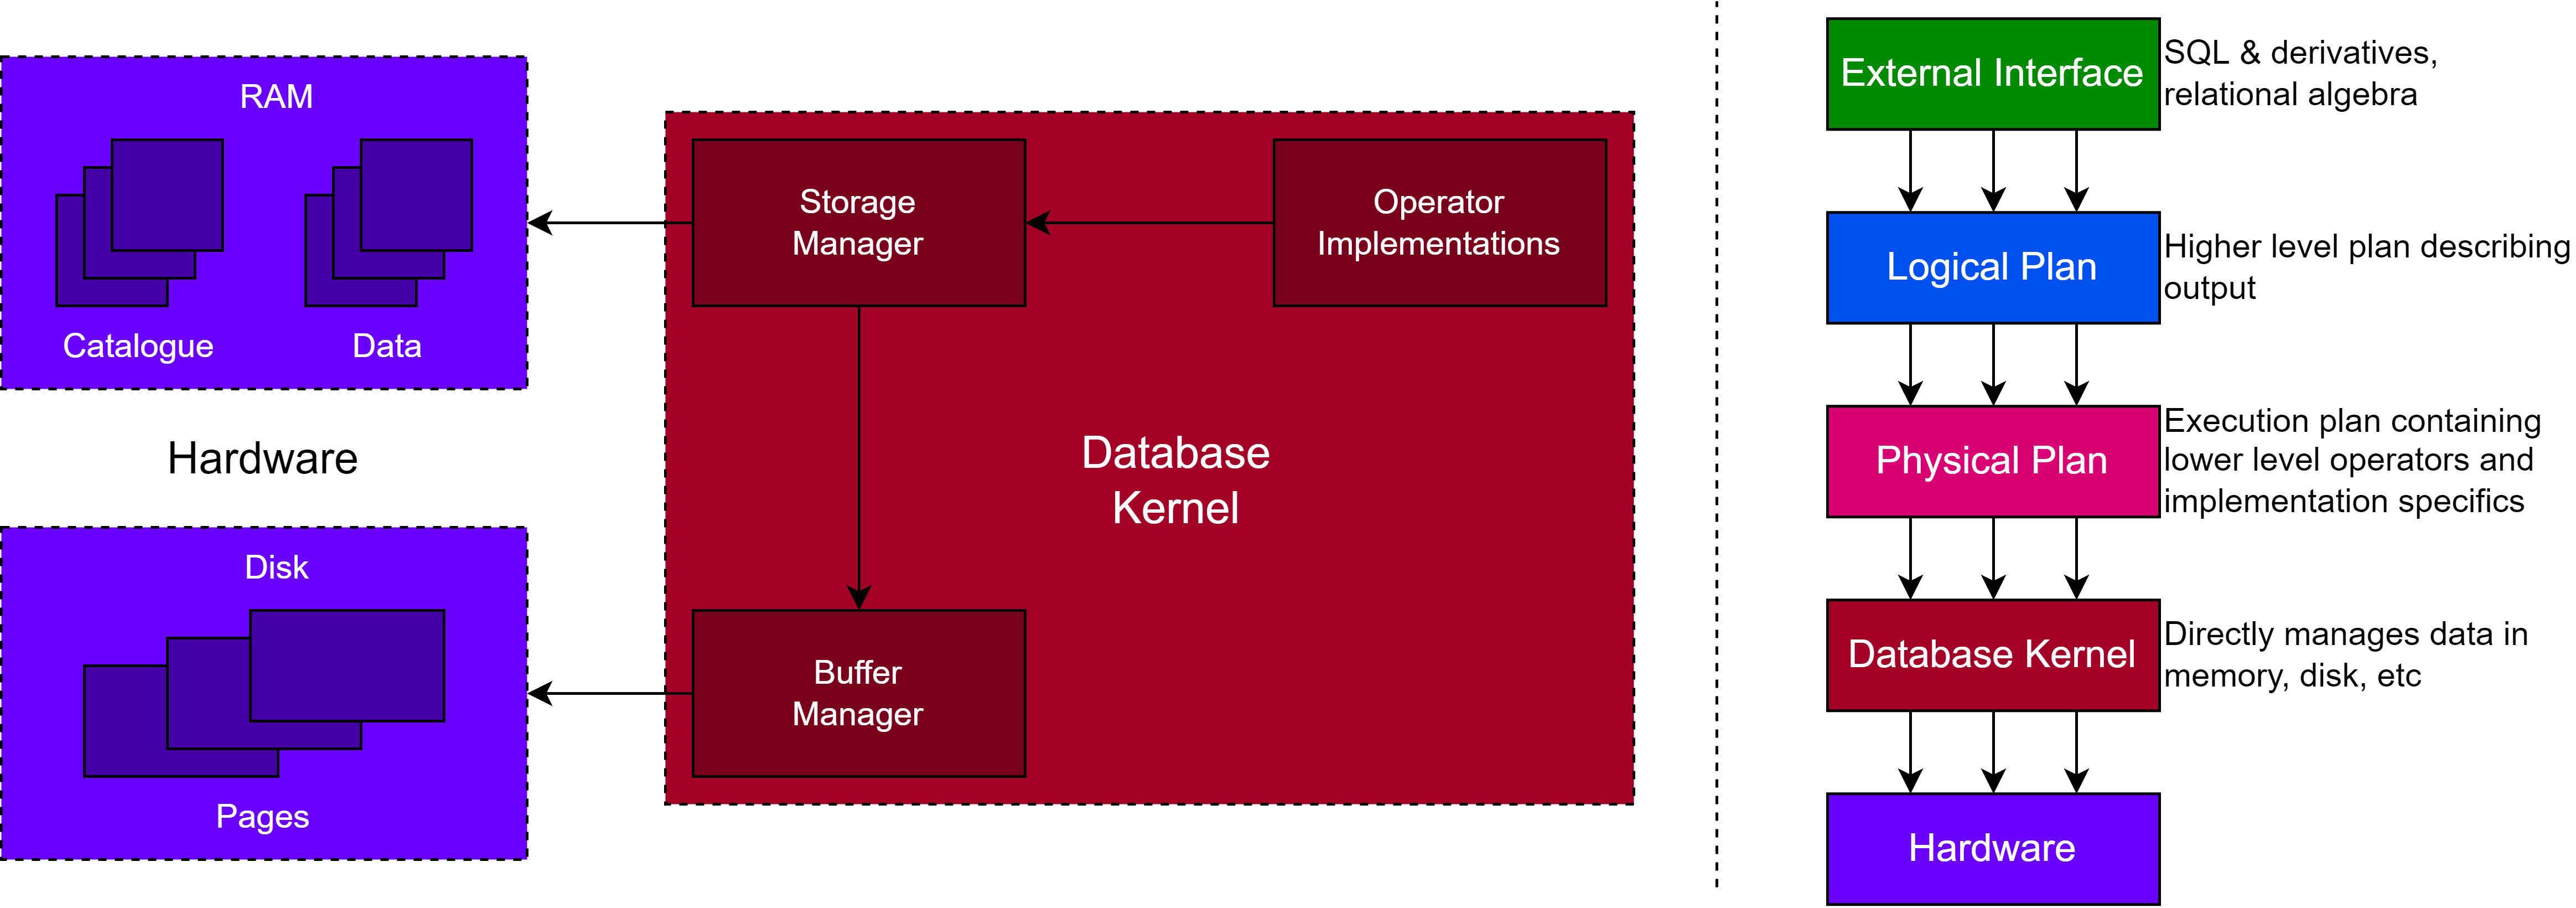 RAM
Catalogue
Data
Hardware
Disk
Pages
Storage
Manager
Operator
Implementations
Database
Kernel
Buffer
Manager
External Interface
SQL & derivatives,
relational algebra
Logical Plan
Higher level plan describing
output
Physical Plan
Execution plan containing
lower level operators and
implementation specifics
Database Kernel
Directly manages data in
memory, disk, etc
Hardware